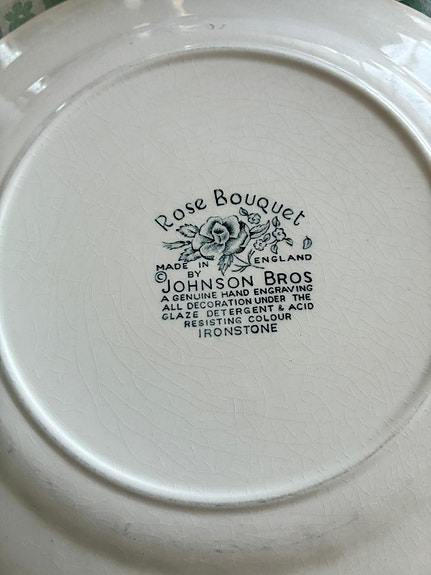 Rose Bouquet
MADE IN ENGLAND
© BY
JOHNSON BROS
A GENUINE HAND ENGRAVING
ALL DECORATION UNDER THE
GLAZE DETERGENT & ACID
RESISTING COLOUR
IRONSTONE